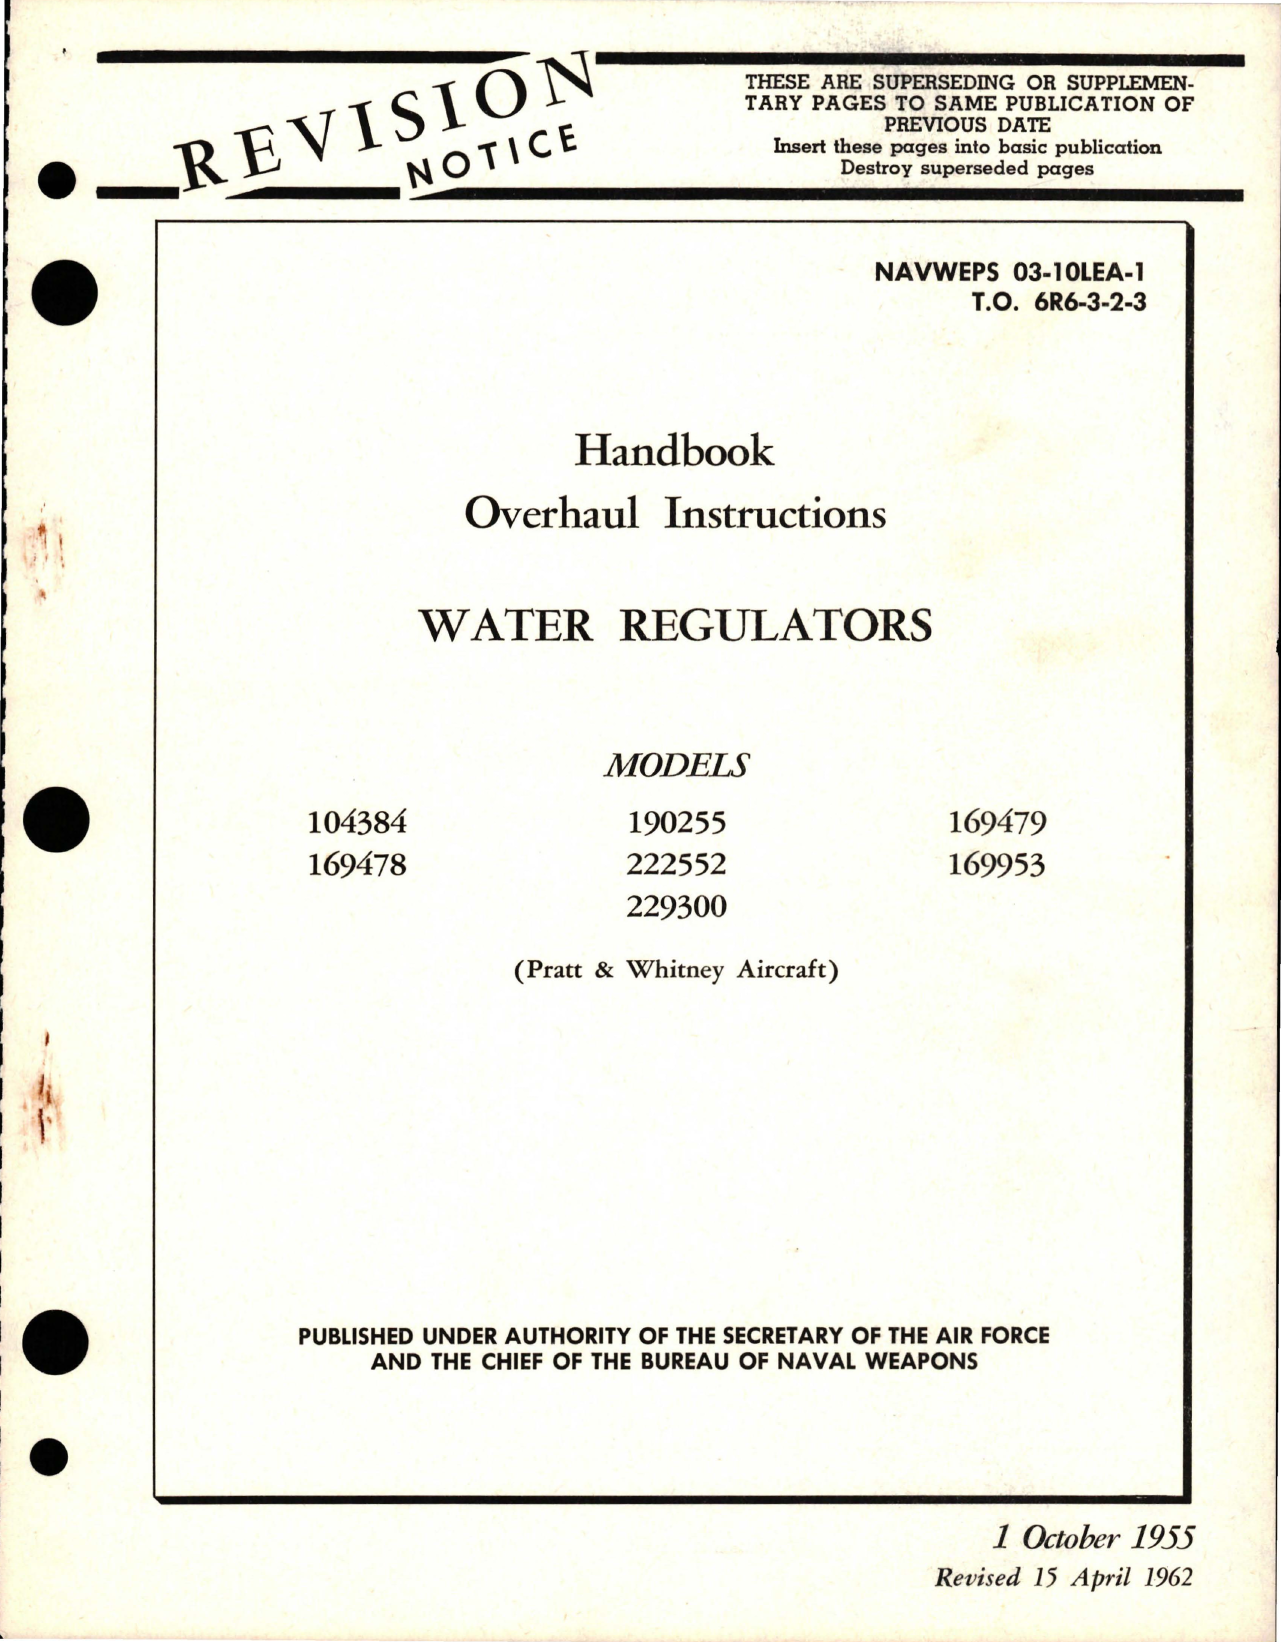 REVISION
NOTICE
THESE ARE SUPERSEDING OR SUPPLEMEN-
TARY PAGES TO SAME PUBLICATION OF
PREVIOUS DATE
Insert these pages into basic publication
Destroy superseded pages
NAVWEPS 03-10LEA-1
T.O. 6R6-3-2-3
Handbook
Overhaul Instructions
WATER REGULATORS
MODELS
104384 190255 169479
169478 222552 169953
229300
(Pratt & Whitney Aircraft)
PUBLISHED UNDER AUTHORITY OF THE SECRETARY OF THE AIR FORCE
AND THE CHIEF OF THE BUREAU OF NAVAL WEAPONS
1 October 1955
Revised 15 April 1962